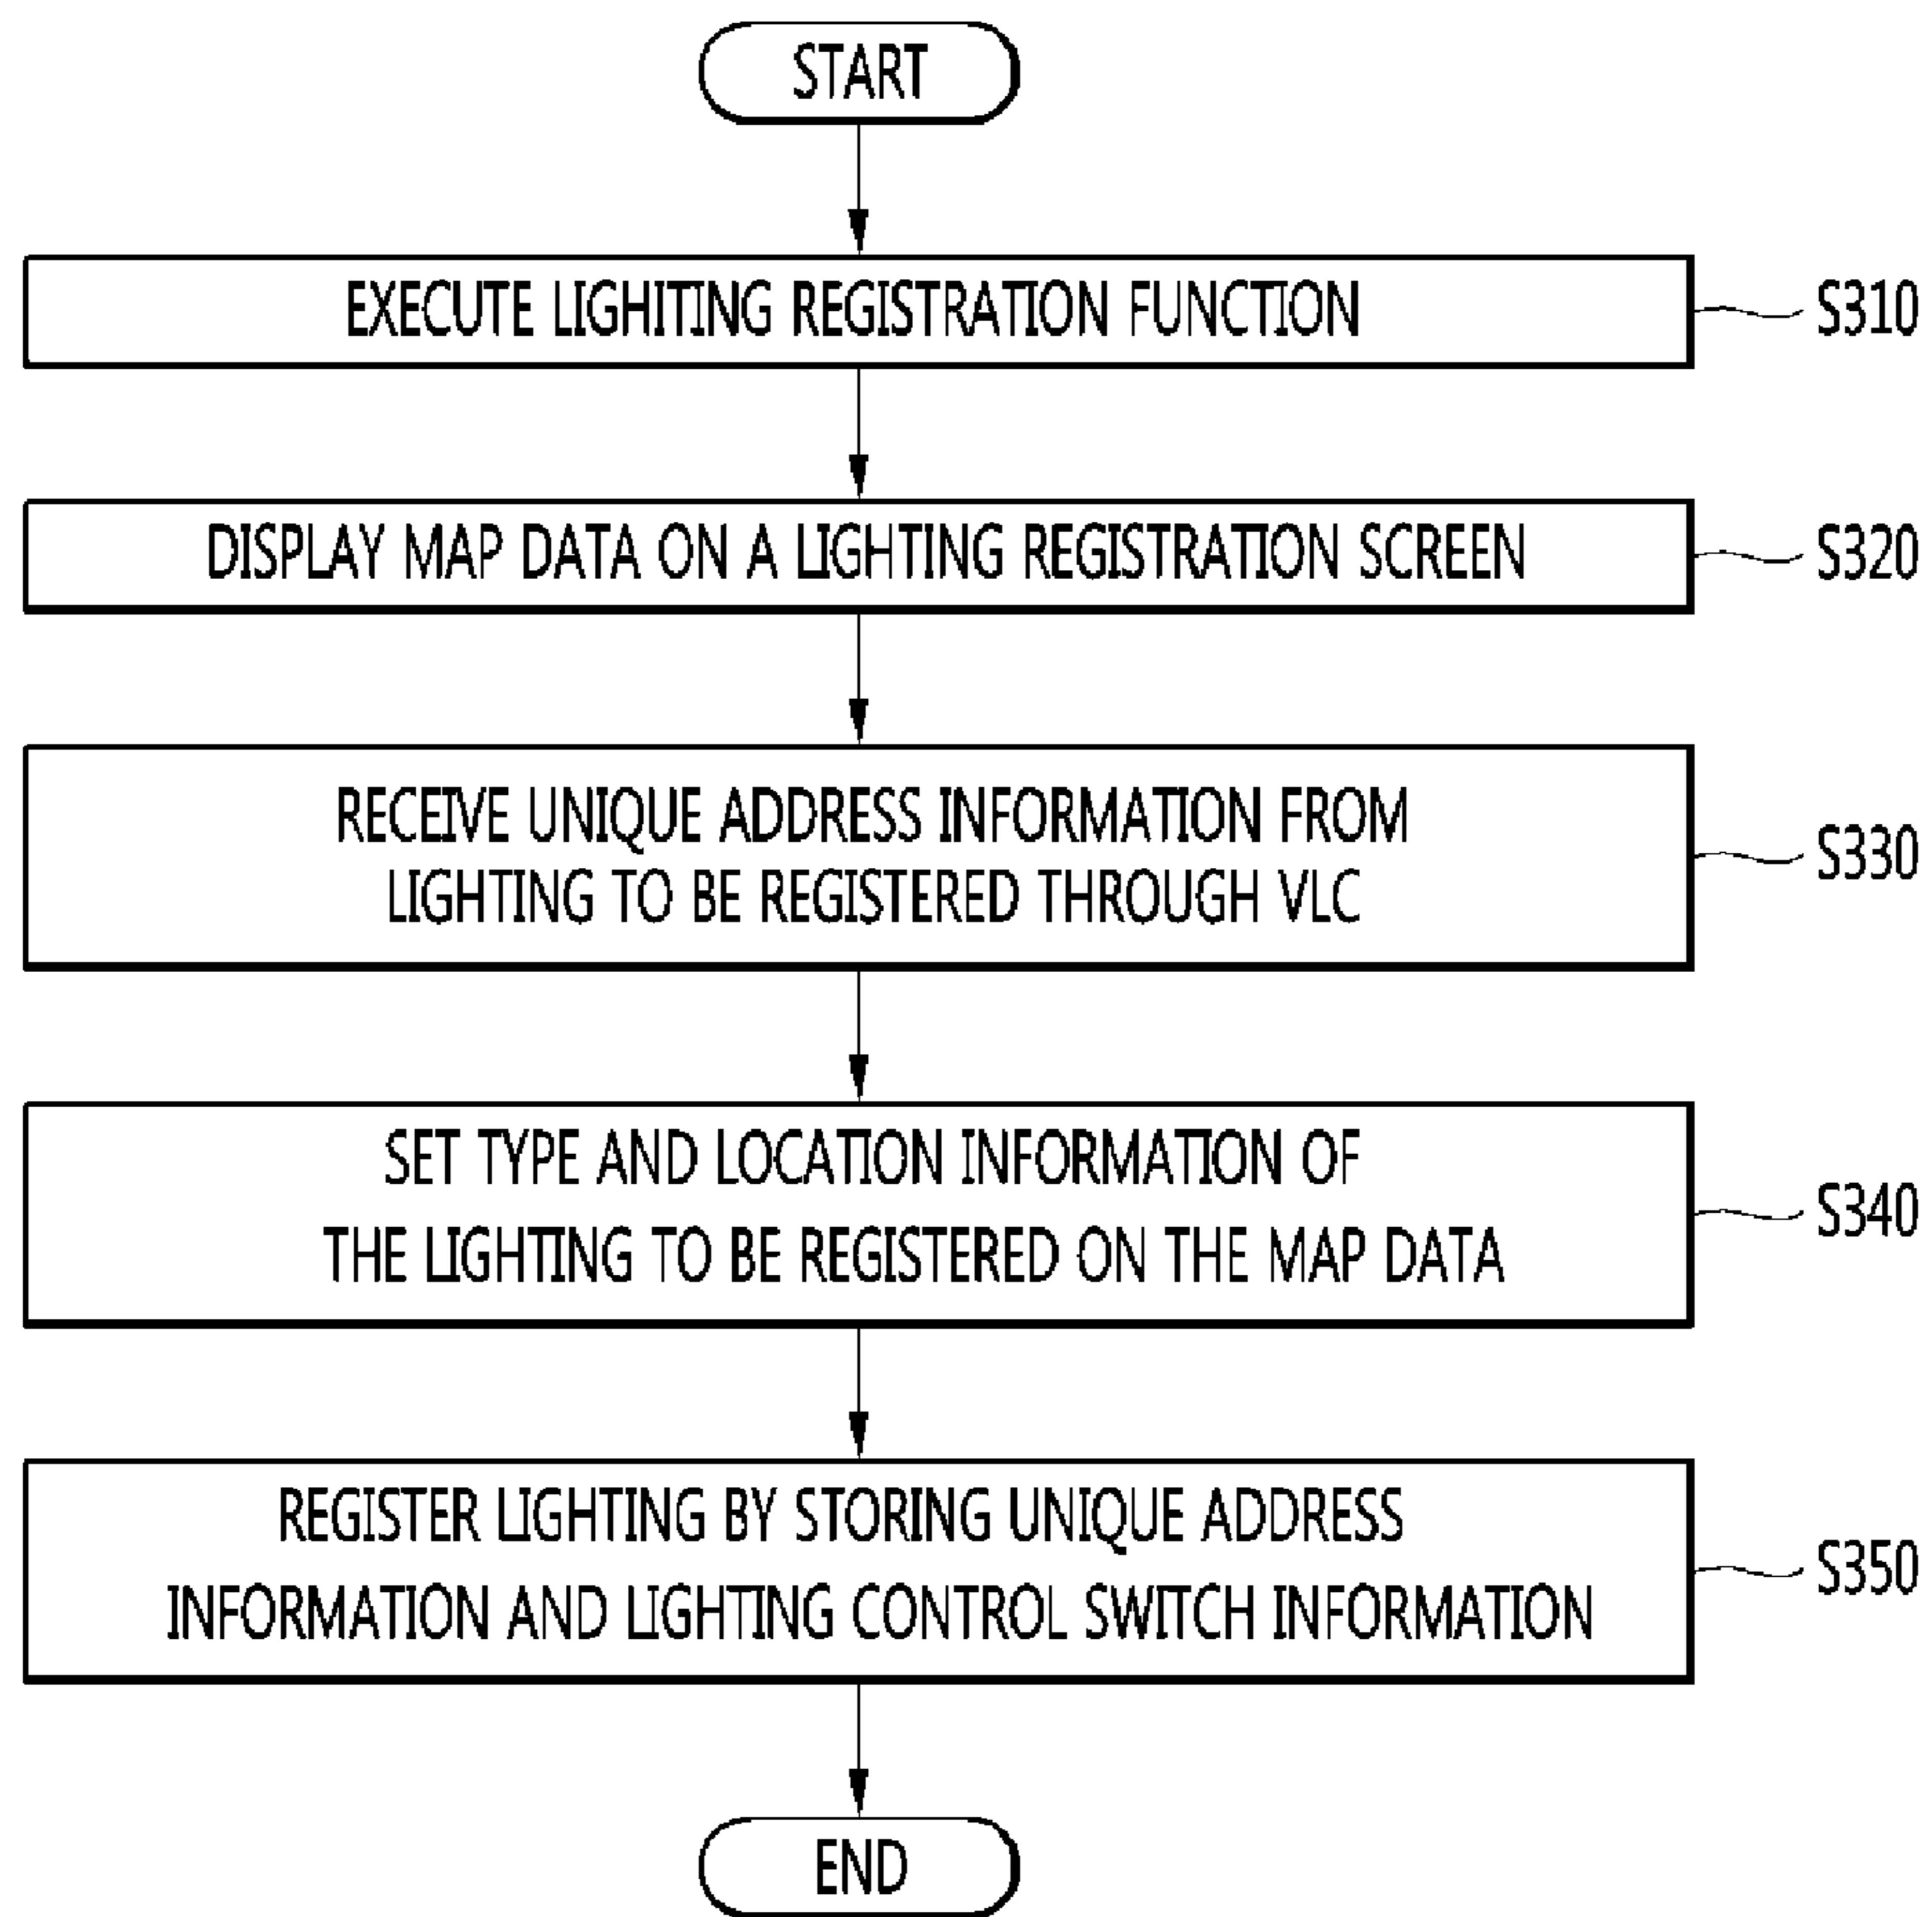 START
EXECUTE LIGHITING REGISTRATION FUNCTION
S310
DISPLAY MAP DATA ON A LIGHTING REGISTRATION SCREEN
S320
RECEIVE UNIQUE ADDRESS INFORMATION FROM
LIGHTING TO BE REGISTERED THROUGH VLC
S330
SET TYPE AND LOCATION INFORMATION OF
THE LIGHTING TO BE REGISTERED ON THE MAP DATA
S340
REGISTER LIGHTING BY STORING UNIQUE ADDRESS
INFORMATION AND LIGHTING CONTROL SWITCH INFORMATION
S350
END